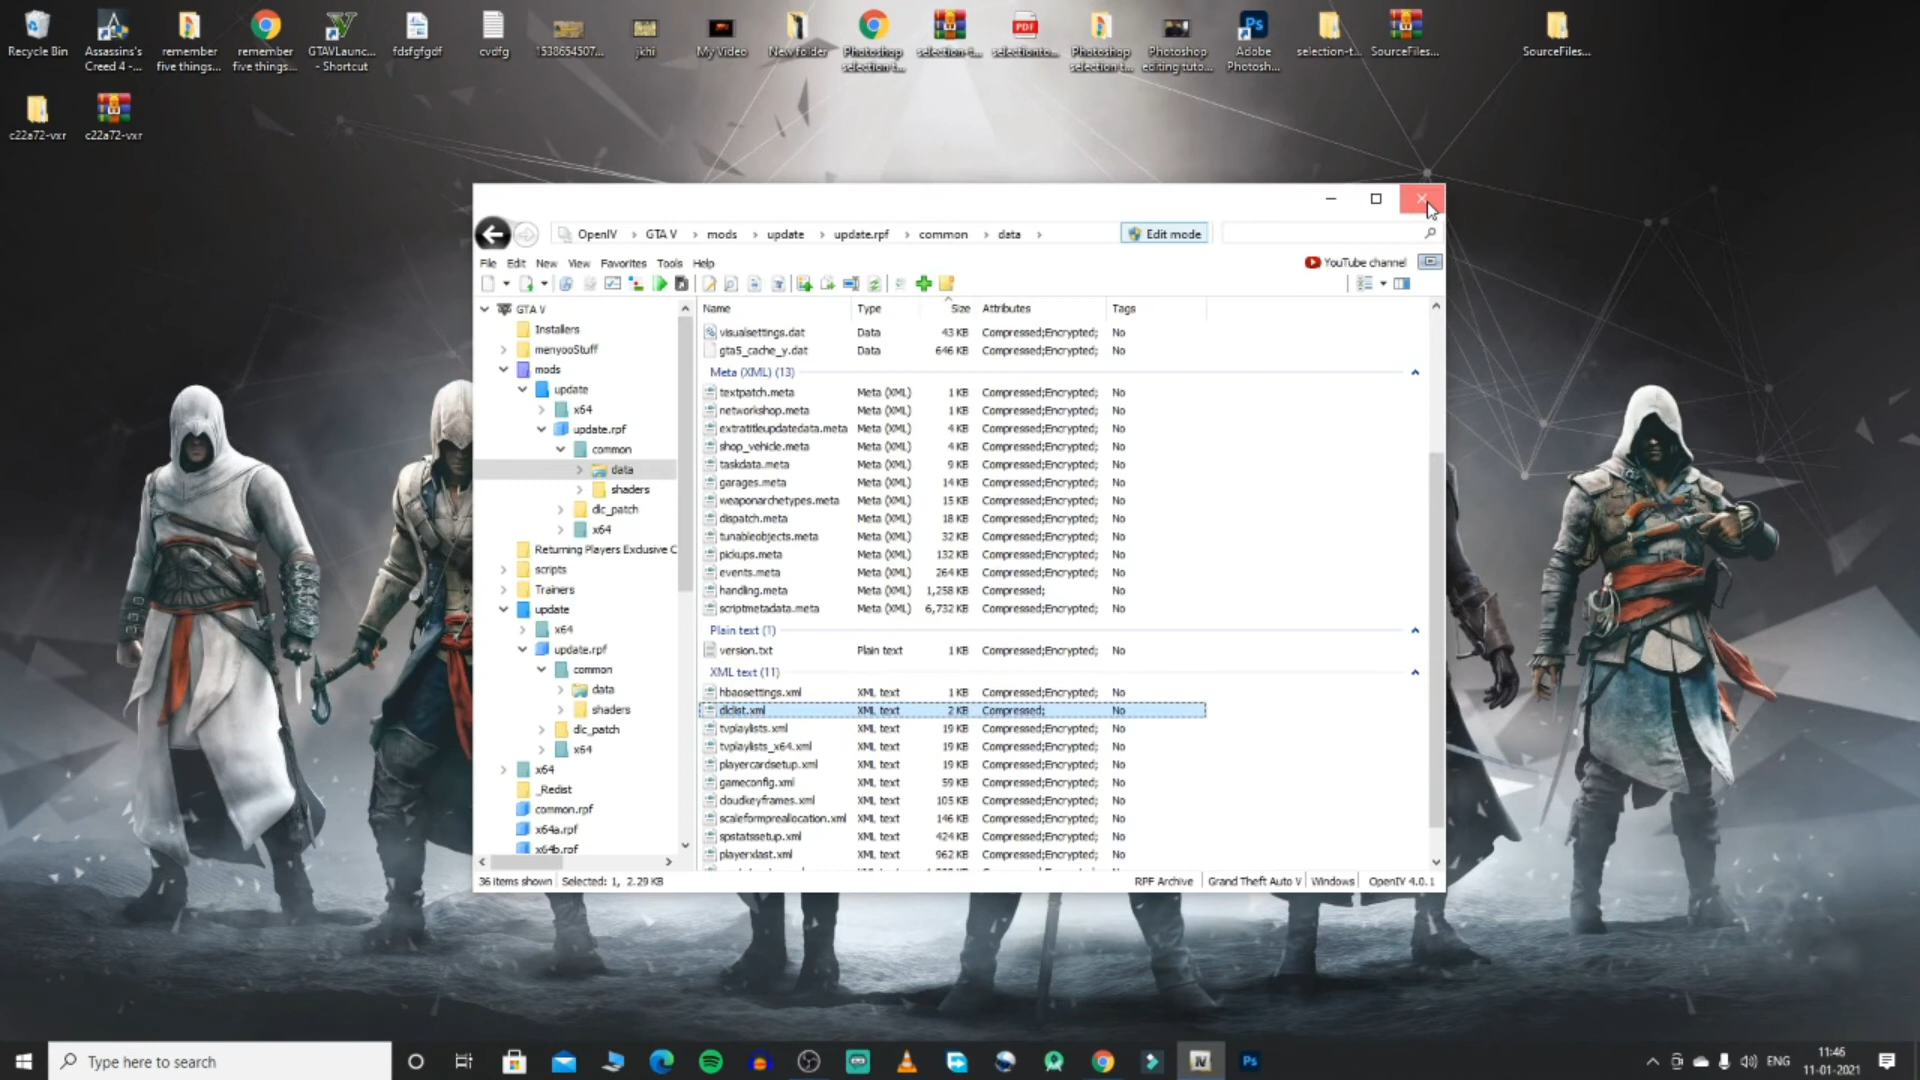 Recycle Bin
Assassin's
Creed 4 -...
remember
five things...
remember
five things...
GTAVLaunc...
- Shortcut
fdsfgfgdf
cvdfg
1538654507...
jkhi
My Video
New folder
Photoshop
selection t...
selection-t...
selectionto...
Photoshop
selection t...
Photoshop
editing tuto...
Adobe
Photosh...
selection-t...
SourceFiles...
SourceFiles...
c22a72-vxr
c22a72-vxr
OpenIV
GTA V
mods
update
update.rpf
common
data
Edit mode
File Edit New View Favorites Tools Help
YouTube channel
GTA V
Installers
menyooStuff
mods
update
x64
update.rpf
common
data
shaders
dlc_patch
x64
Returning Players Exclusive C
scripts
Trainers
update
x64
update.rpf
common
data
shaders
dlc_patch
x64
x64
_Redist
common.rpf
x64a.rpf
x64b.rpf
Name Type Size Attributes Tags
visualsettings.dat Data 43 KB Compressed;Encrypted; No
gta5_cache_y.dat Data 646 KB Compressed;Encrypted; No
Meta (XML) (13)
textpatch.meta Meta (XML) 1 KB Compressed;Encrypted; No
networkshop.meta Meta (XML) 1 KB Compressed;Encrypted; No
extratitleupdatedata.meta Meta (XML) 4 KB Compressed;Encrypted; No
shop_vehicle.meta Meta (XML) 4 KB Compressed;Encrypted; No
taskdata.meta Meta (XML) 9 KB Compressed;Encrypted; No
garages.meta Meta (XML) 14 KB Compressed;Encrypted; No
weaponarchetypes.meta Meta (XML) 15 KB Compressed;Encrypted; No
dispatch.meta Meta (XML) 18 KB Compressed;Encrypted; No
tunableobjects.meta Meta (XML) 32 KB Compressed;Encrypted; No
pickups.meta Meta (XML) 132 KB Compressed;Encrypted; No
events.meta Meta (XML) 264 KB Compressed;Encrypted; No
handling.meta Meta (XML) 1,258 KB Compressed; No
scriptmetadata.meta Meta (XML) 6,732 KB Compressed;Encrypted; No
Plain text (1)
version.txt Plain text 1 KB Compressed;Encrypted; No
XML text (11)
hbaosettings.xml XML text 1 KB Compressed;Encrypted; No
dlclist.xml XML text 2 KB Compressed; No
tvplaylists.xml XML text 19 KB Compressed;Encrypted; No
tvplaylists_x64.xml XML text 19 KB Compressed;Encrypted; No
playercardsetup.xml XML text 19 KB Compressed;Encrypted; No
gameconfig.xml XML text 59 KB Compressed;Encrypted; No
cloudkeyframes.xml XML text 105 KB Compressed;Encrypted; No
scaleformpreallocation.xml XML text 146 KB Compressed;Encrypted; No
spstatssetup.xml XML text 424 KB Compressed;Encrypted; No
playerxlast.xml XML text 962 KB Compressed;Encrypted; No
36 items shown Selected: 1, 2.29 KB
RPF Archive Grand Theft Auto V Windows OpenIV 4.0.1
Type here to search
ENG
11:46
11-01-2021